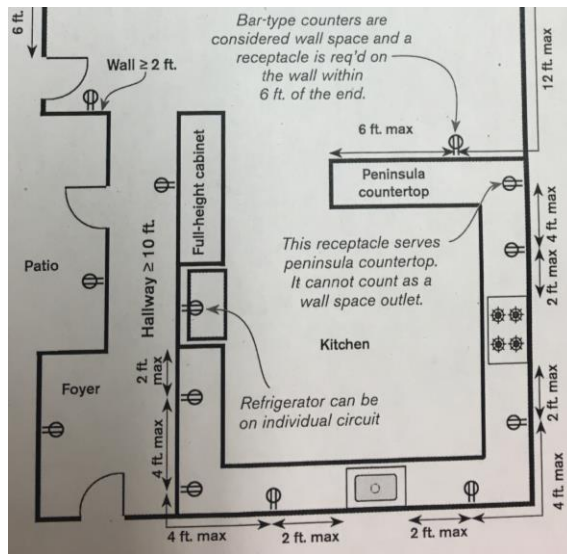 6 ft.
Wall ≥ 2 ft.
Bar-type counters are
considered wall space and a
receptacle is req'd on
the wall within
6 ft. of the end.
12 ft. max
6 ft. max
Full-height cabinet
Peninsula
countertop
4 ft. max
2 ft. max
This receptacle serves
peninsula countertop.
It cannot count as a
wall space outlet.
Patio
Hallway ≥ 10 ft.
Kitchen
Foyer
2 ft.
max
4 ft. max
Refrigerator can be
on individual circuit
2 ft. max
4 ft. max
4 ft. max
2 ft. max
2 ft. max